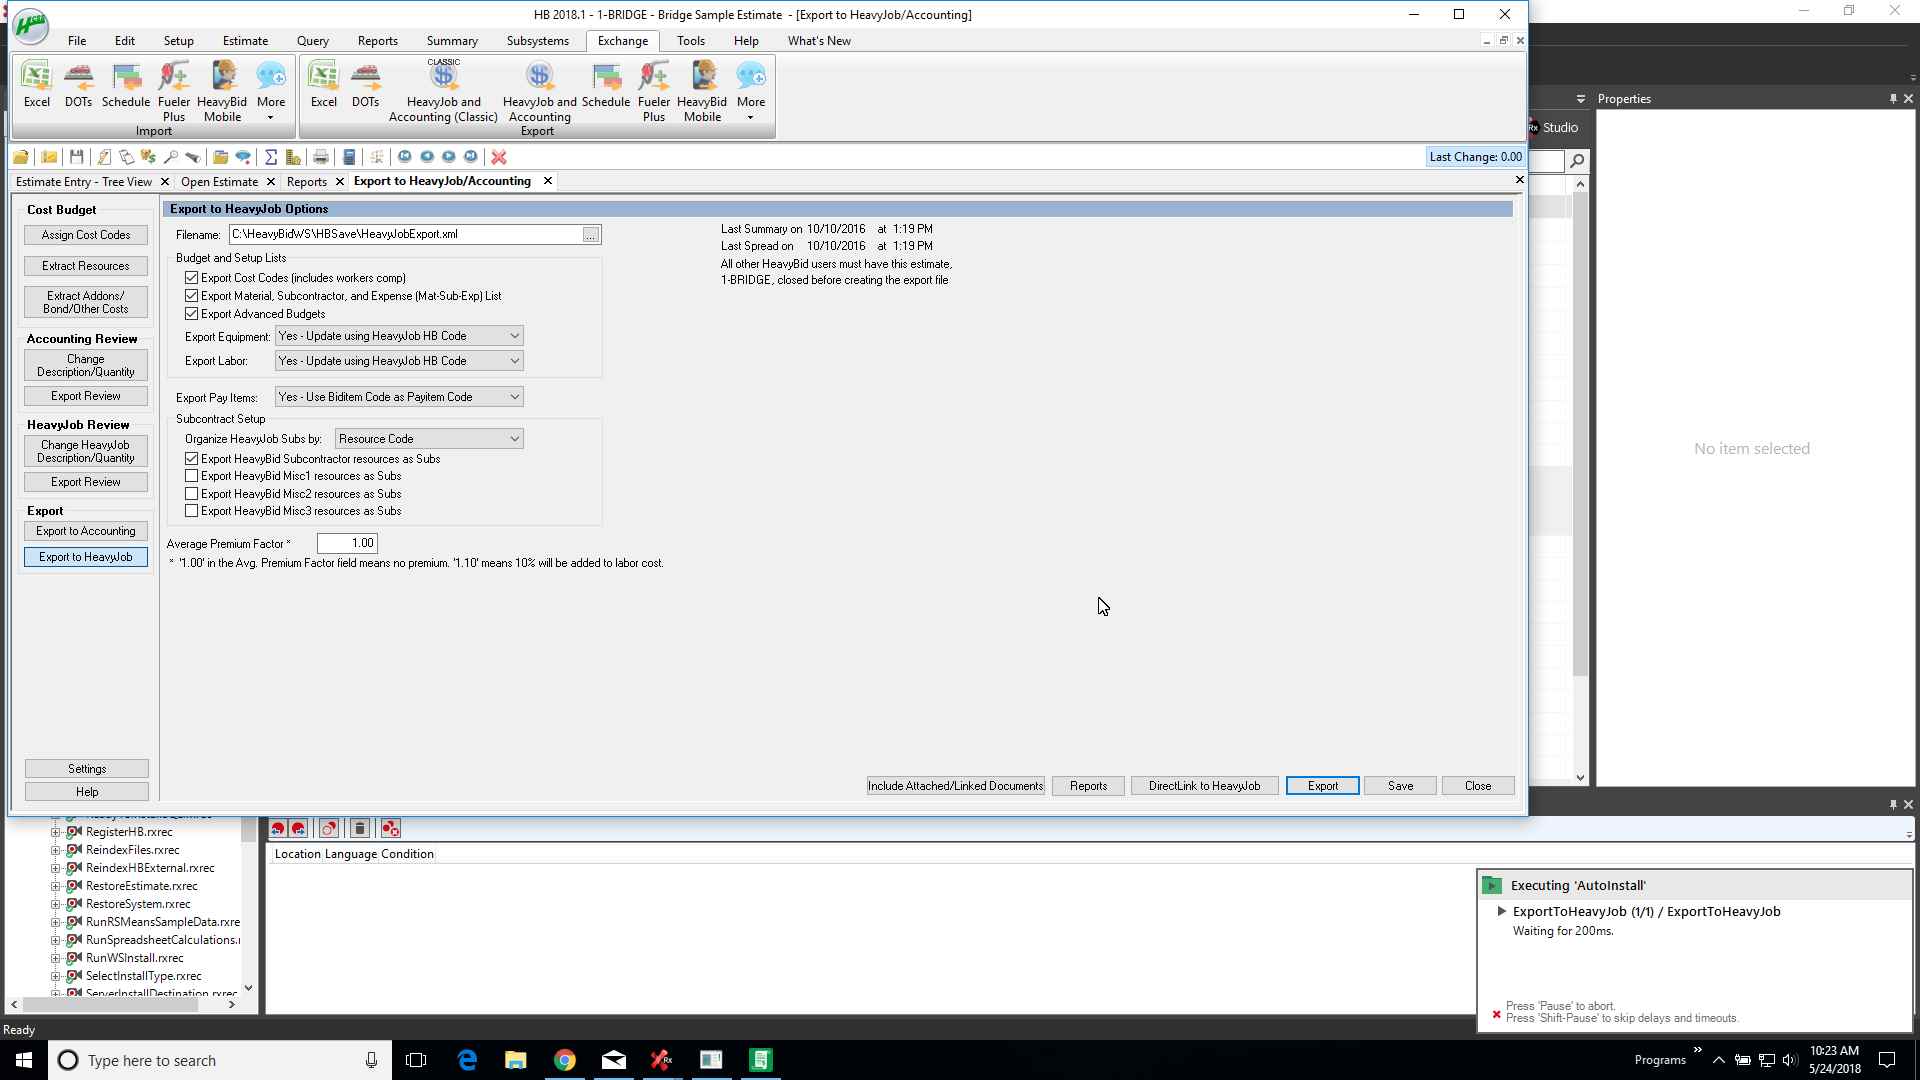 HB 2018.1 - 1-BRIDGE - Bridge Sample Estimate - [Export to HeavyJob/Accounting]
File Edit Setup Estimate Query Reports Summary Subsystems Exchange Tools Help What's New
CLASSIC
Excel DOTs Schedule Fueler Plus HeavyBid Mobile More
Import
Excel DOTs HeavyJob and Accounting (Classic) HeavyJob and Accounting Schedule Fueler Plus HeavyBid Mobile More
Export
Last Change: 0.00
Estimate Entry - Tree View Open Estimate Reports Export to HeavyJob/Accounting
Cost Budget
Assign Cost Codes
Extract Resources
Extract Addons/
Bond/Other Costs
Accounting Review
Change
Description/Quantity
Export Review
HeavyJob Review
Change HeavyJob
Description/Quantity
Export Review
Export
Export to Accounting
Export to HeavyJob
Settings
Help
Export to HeavyJob Options
Filename: C:\HeavyBidWS\HBSave\HeavyJobExport.xml ...
Budget and Setup Lists
Export Cost Codes (includes workers comp)
Export Material, Subcontractor, and Expense (Mat-Sub-Exp) List
Export Advanced Budgets
Export Equipment: Yes - Update using HeavyJob HB Code
Export Labor: Yes - Update using HeavyJob HB Code
Export Pay Items: Yes - Use Biditem Code as Payitem Code
Subcontract Setup
Organize HeavyJob Subs by: Resource Code
Export HeavyBid Subcontractor resources as Subs
Export HeavyBid Misc1 resources as Subs
Export HeavyBid Misc2 resources as Subs
Export HeavyBid Misc3 resources as Subs
Average Premium Factor * 1.00
* '1.00' in the Avg. Premium Factor field means no premium. '1.10' means 10% will be added to labor cost.
Last Summary on 10/10/2016 at 1:19 PM
Last Spread on 10/10/2016 at 1:19 PM
All other HeavyBid users must have this estimate,
1-BRIDGE, closed before creating the export file
Include Attached/Linked Documents Reports DirectLink to HeavyJob Export Save Close
Properties
Rx Studio
No item selected
RegisterHB.rxrec
ReindexFiles.rxrec
ReindexHBExternal.rxrec
RestoreEstimate.rxrec
RestoreSystem.rxrec
RunRSMeansSampleData.rxre
RunSpreadsheetCalculations.r
RunWSInstall.rxrec
SelectInstallType.rxrec
ServerInstallDestination.rxrec
Location Language Condition
Executing 'AutoInstall'
ExportToHeavyJob (1/1) / ExportToHeavyJob
Waiting for 200ms.
Press 'Pause' to abort.
Press 'Shift-Pause' to skip delays and timeouts.
Ready
Type here to search
Programs
10:23 AM
5/24/2018